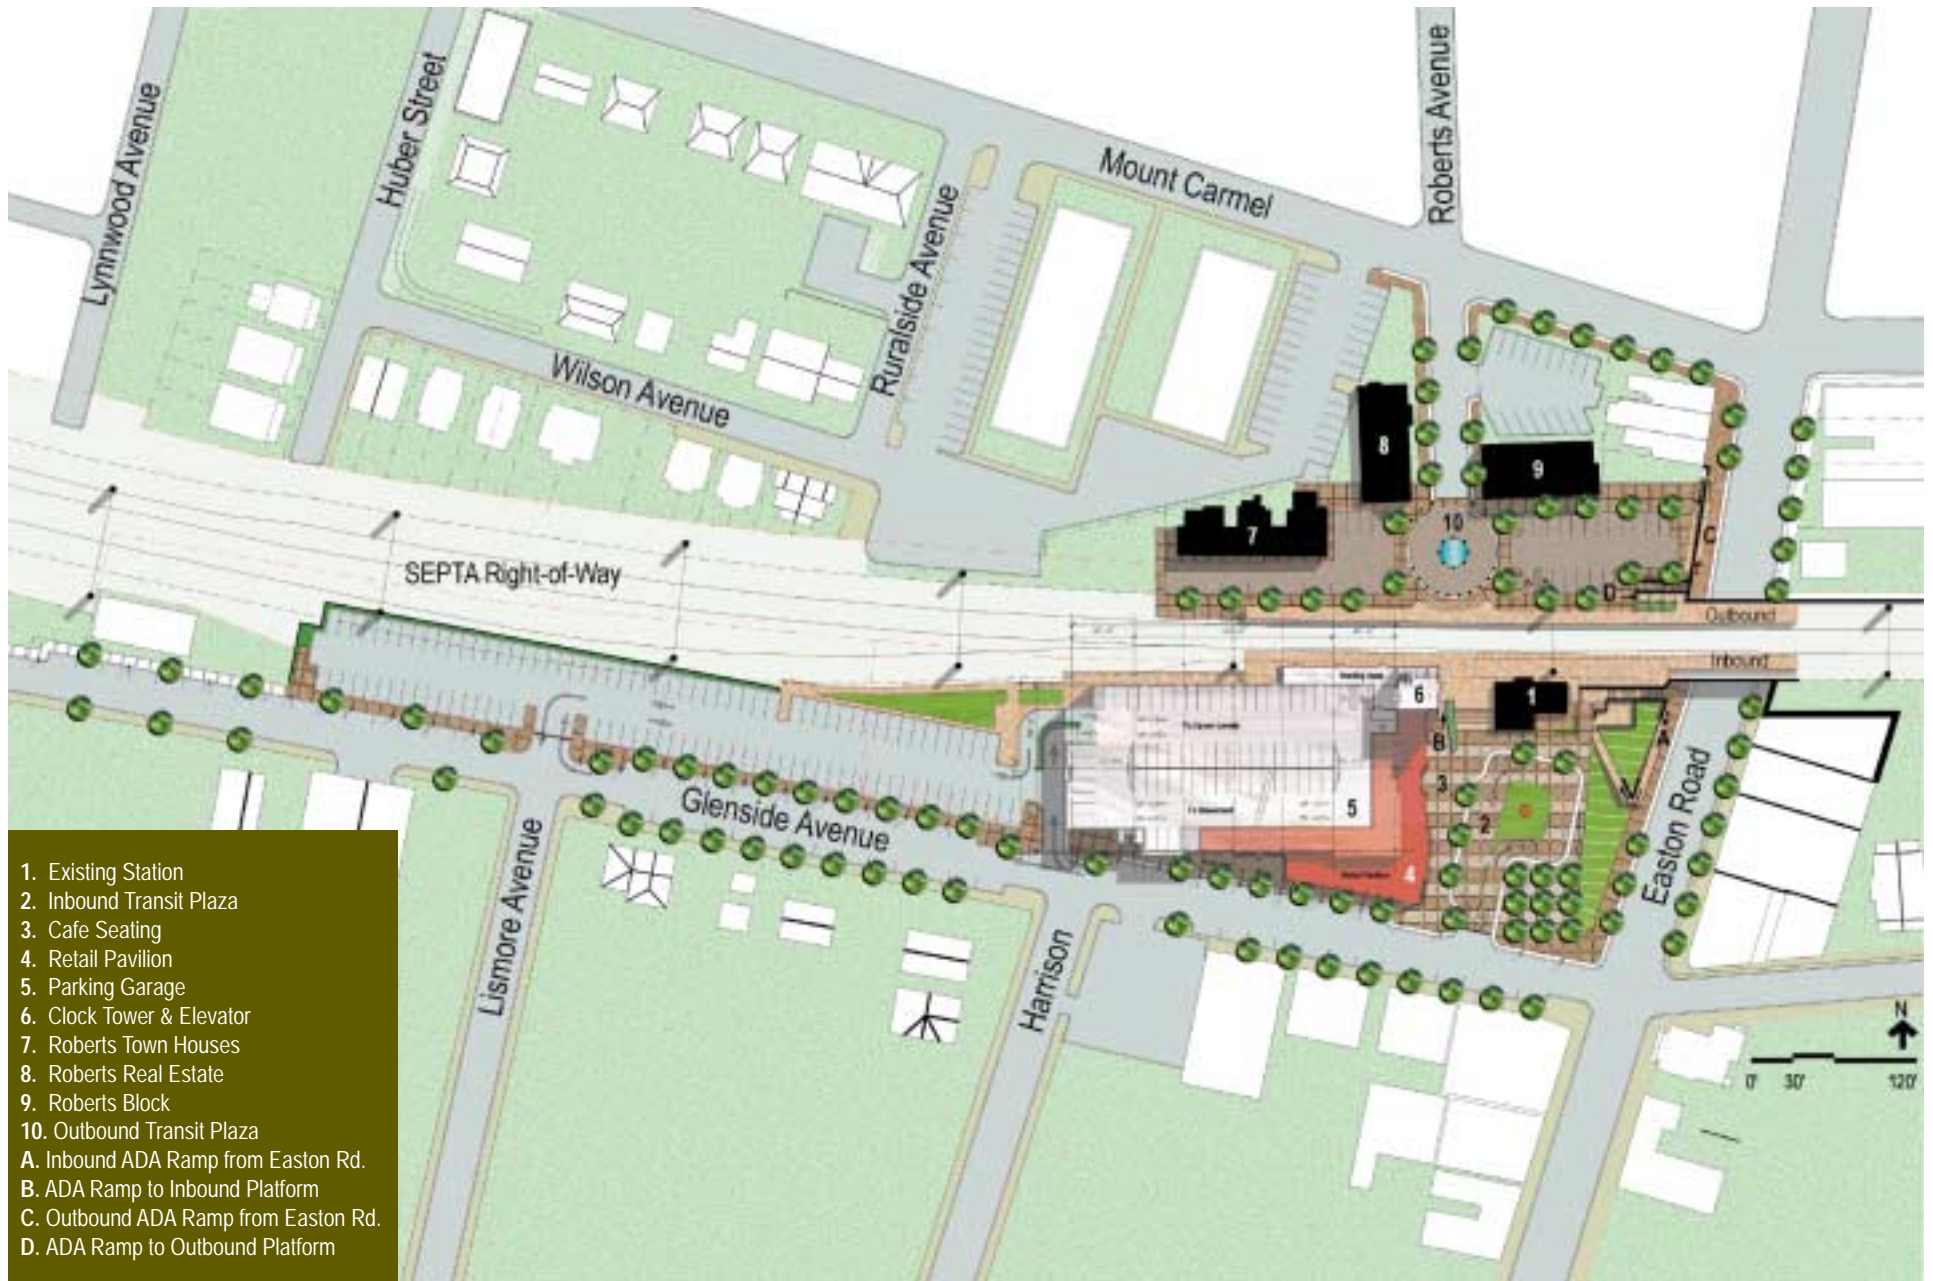 Lynnwood Avenue
Huber Street
Mount Carmel
Roberts Avenue
Ruralside Avenue
Wilson Avenue
SEPTA Right-of-Way
8
9
7
10
C
D
Outbound
Inbound
6
1
A
B
3
5
2
4
Glenside Avenue
Easton Road
Lismore Avenue
Harrison
N
0' 30' 120'
1. Existing Station
2. Inbound Transit Plaza
3. Cafe Seating
4. Retail Pavilion
5. Parking Garage
6. Clock Tower & Elevator
7. Roberts Town Houses
8. Roberts Real Estate
9. Roberts Block
10. Outbound Transit Plaza
A. Inbound ADA Ramp from Easton Rd.
B. ADA Ramp to Inbound Platform
C. Outbound ADA Ramp from Easton Rd.
D. ADA Ramp to Outbound Platform